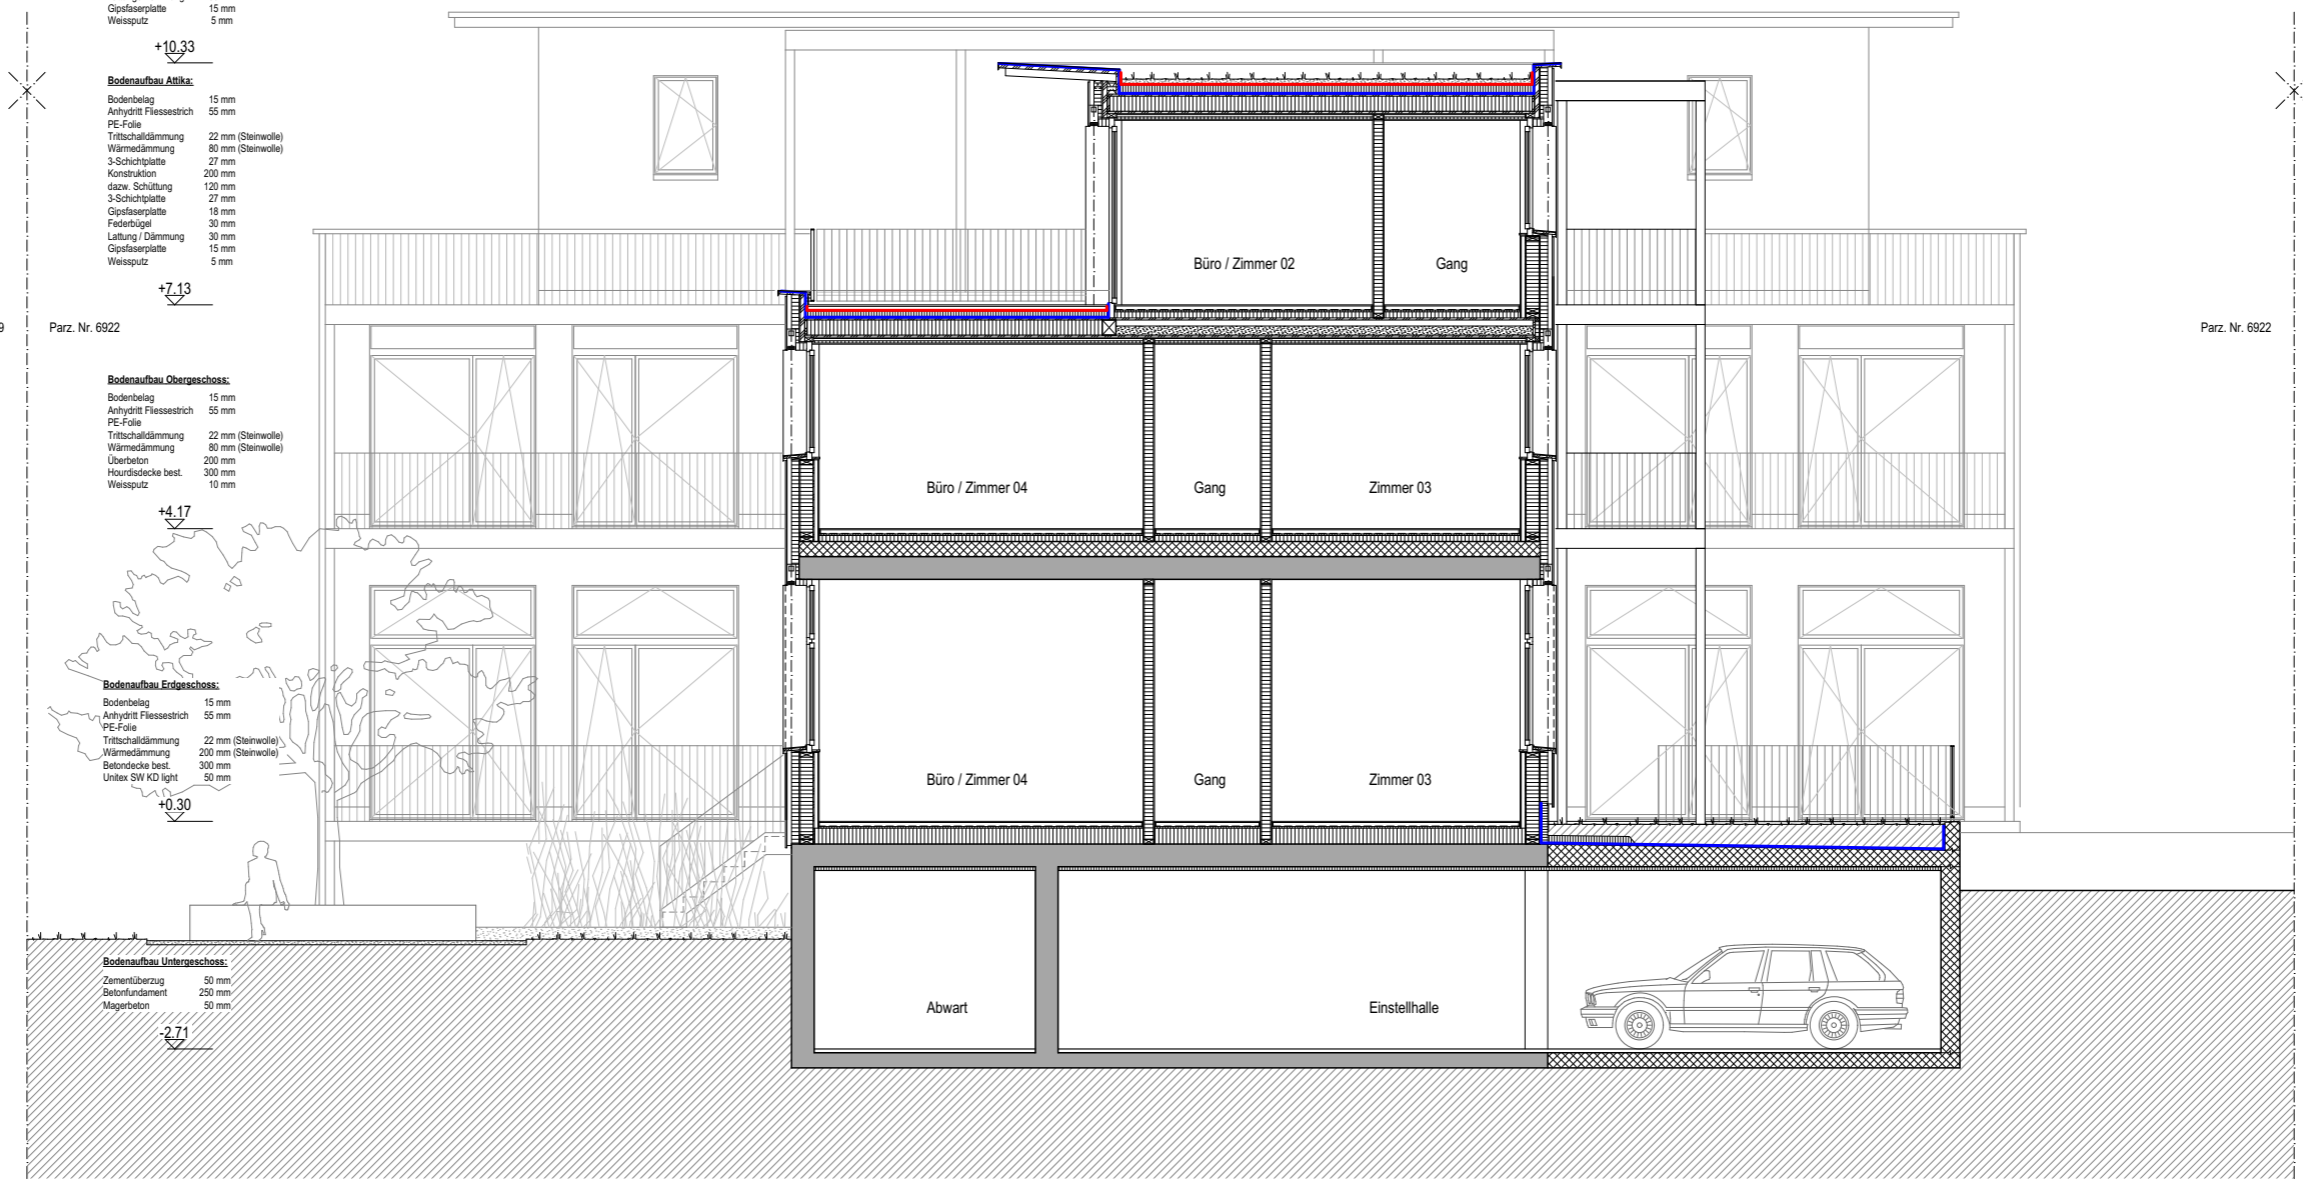 Gipsfaserplatte 15 mm
Weissputz 5 mm
+10.33
Bodenaufbau Attika:
Bodenbelag 15 mm
Anhydritt Fliessestrich 55 mm
PE-Folie
Trittschalldämmung 22 mm (Steinwolle)
Wärmedämmung 80 mm (Steinwolle)
3-Schichtplatte 27 mm
Konstruktion 200 mm
dazw. Schüttung 120 mm
3-Schichtplatte 27 mm
Gipsfaserplatte 18 mm
Federbügel 30 mm
Lattung / Dämmung 30 mm
Gipsfaserplatte 15 mm
Weissputz 5 mm
Büro / Zimmer 02 Gang
+7.13
9 Parz. Nr. 6922 Parz. Nr. 6922
Bodenaufbau Obergeschoss:
Bodenbelag 15 mm
Anhydritt Fliessestrich 55 mm
PE-Folie
Trittschalldämmung 22 mm (Steinwolle)
Wärmedämmung 80 mm (Steinwolle)
Überbeton 200 mm
Hourdisdecke best. 300 mm
Weissputz 10 mm
Büro / Zimmer 04 Gang Zimmer 03
+4.17
Bodenaufbau Erdgeschoss:
Bodenbelag 15 mm
Anhydritt Fliessestrich 55 mm
PE-Folie
Trittschalldämmung 22 mm (Steinwolle)
Wärmedämmung 200 mm (Steinwolle)
Betondecke best. 300 mm
Unitex SW KD light 50 mm
Büro / Zimmer 04 Gang Zimmer 03
+0.30
Bodenaufbau Untergeschoss:
Zementüberzug 50 mm
Betonfundament 250 mm
Magerbeton 50 mm
Abwart Einstellhalle
-2.71